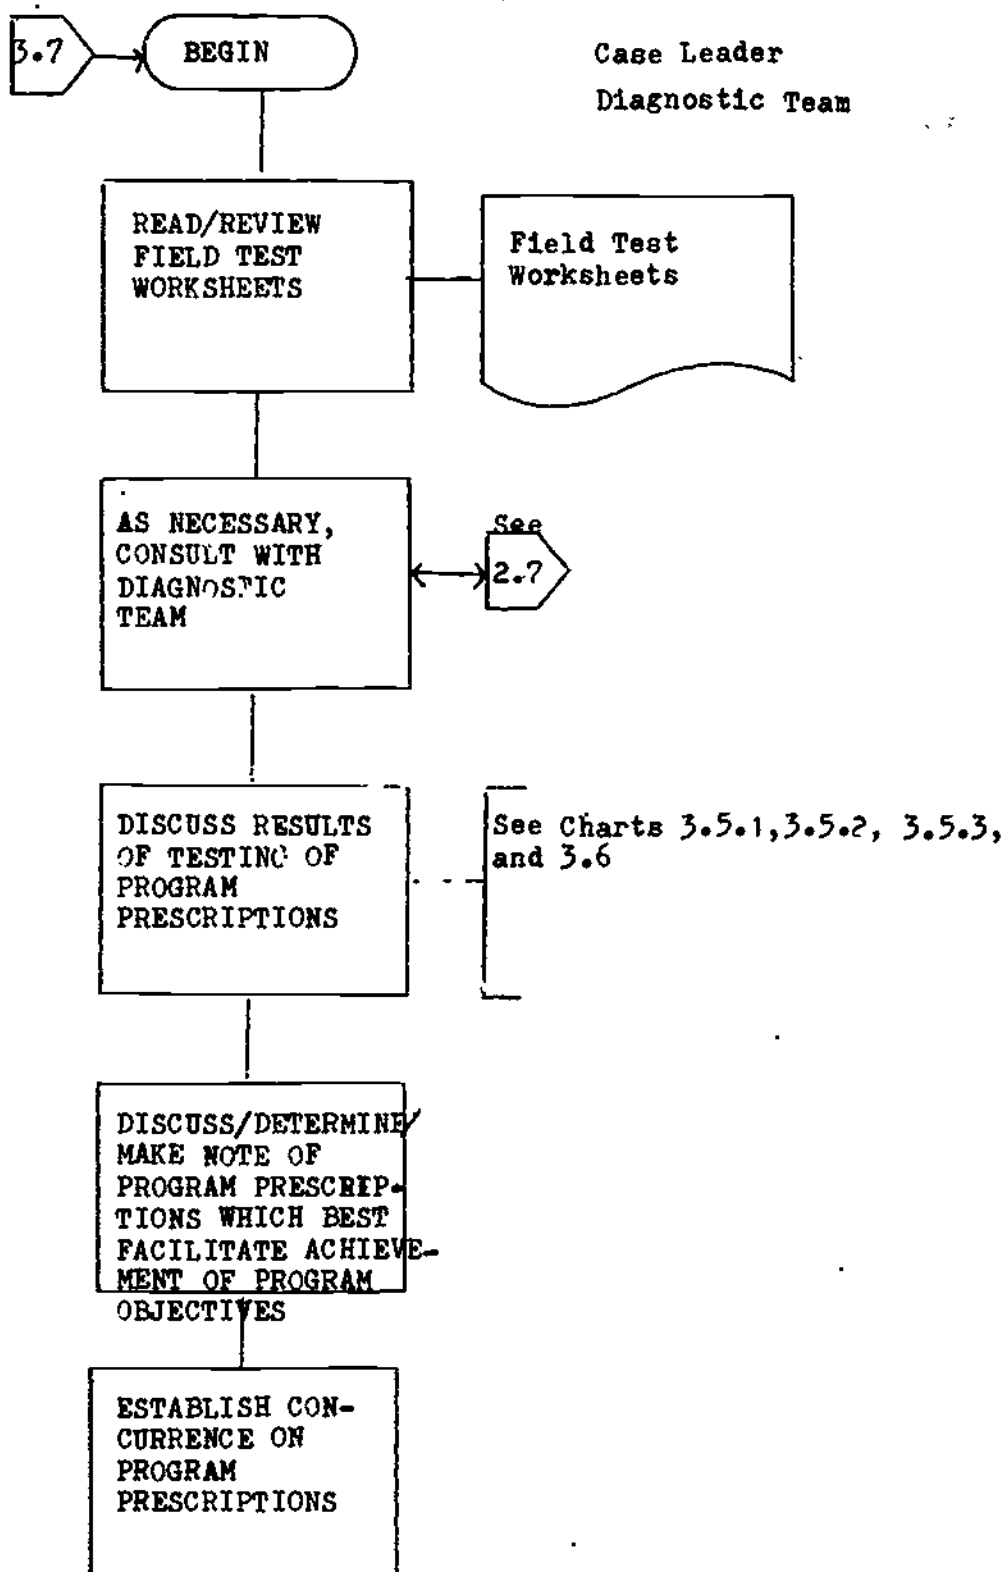 3.7
BEGIN
Case Leader
Diagnostic Team
READ/REVIEW
FIELD TEST
WORKSHEETS
Field Test
Worksheets
AS NECESSARY,
CONSULT WITH
DIAGNOSTIC
TEAM
See
2.7
DISCUSS RESULTS
OF TESTING OF
PROGRAM
PRESCRIPTIONS
See Charts 3.5.1,3.5.2, 3.5.3,
and 3.6
DISCUSS/DETERMINE/
MAKE NOTE OF
PROGRAM PRESCRIP-
TIONS WHICH BEST
FACILITATE ACHIEVE-
MENT OF PROGRAM
OBJECTIVES
ESTABLISH CON-
CURRENCE ON
PROGRAM
PRESCRIPTIONS